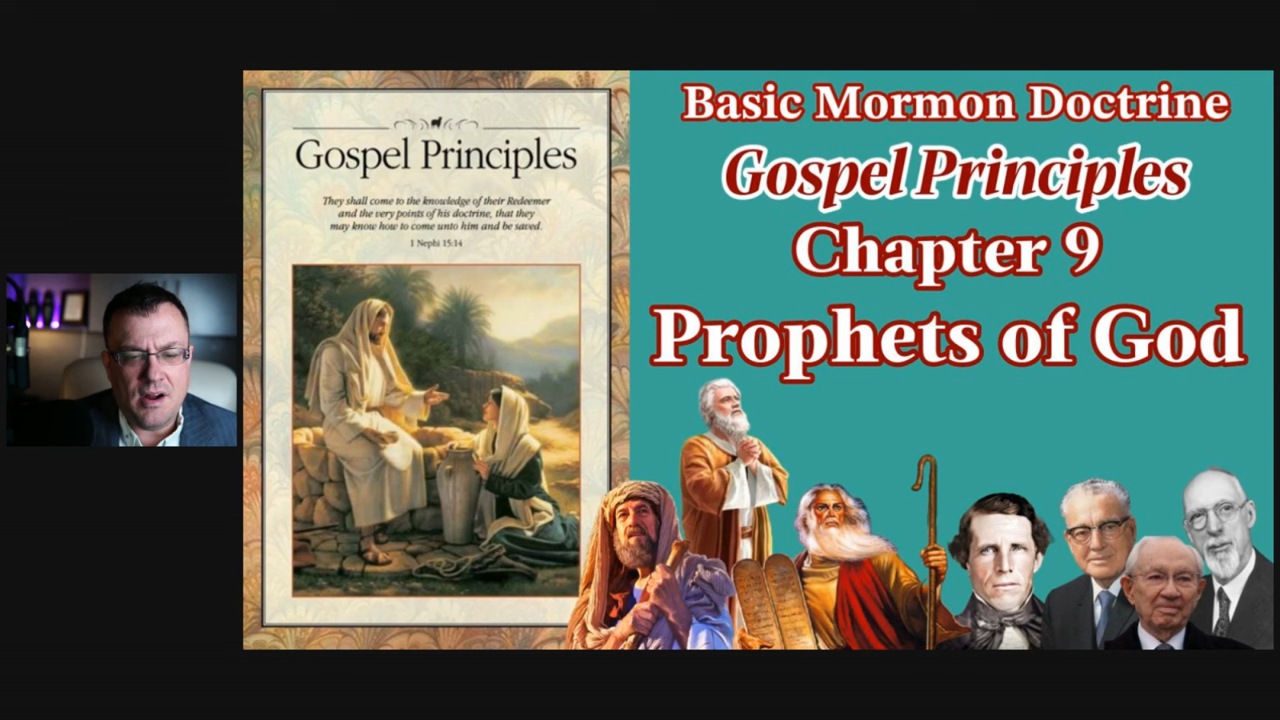 Gospel Principles
They shall come to the knowledge of their Redeemer
and the very points of his doctrine, that they
may know how to come unto him and be saved.
1 Nephi 15:14
Basic Mormon Doctrine
Gospel Principles
Chapter 9
Prophets of God